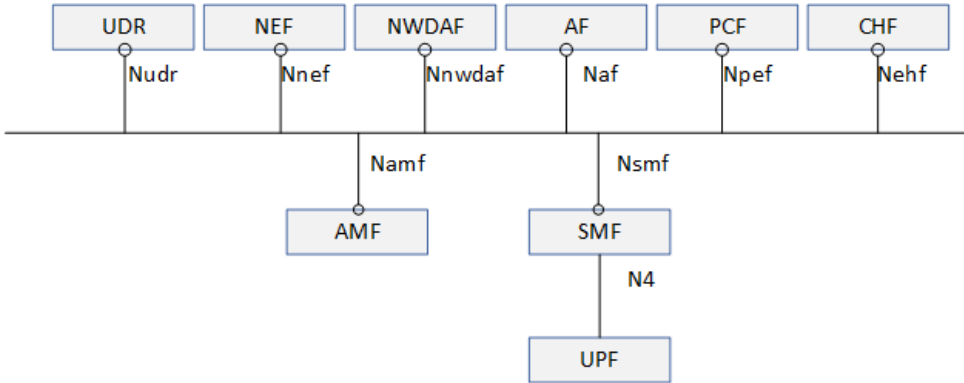 UDR NEF NWDAF AF PCF CHF
Nudr Nnef Nnwdaf Naf Npef Nehf
Namf Nsmf
AMF SMF
N4
UPF